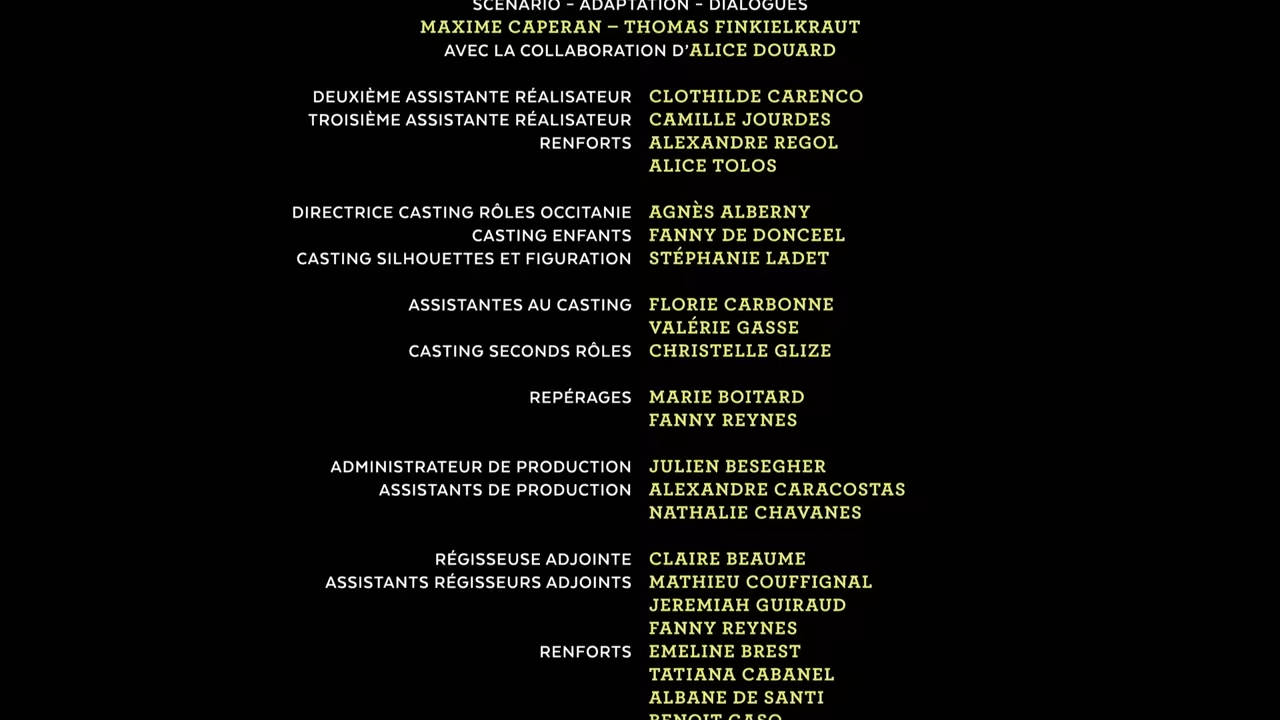 SCÉNARIO – ADAPTATION – DIALOGUES
MAXIME CAPERAN – THOMAS FINKIELKRAUT
AVEC LA COLLABORATION D'ALICE DOUARD
DEUXIÈME ASSISTANTE RÉALISATEUR CLOTHILDE CARENCO
TROISIÈME ASSISTANTE RÉALISATEUR CAMILLE JOURDES
RENFORTS ALEXANDRE REGOL
ALICE TOLOS
DIRECTRICE CASTING RÔLES OCCITANIE AGNÈS ALBERNY
CASTING ENFANTS FANNY DE DONCEEL
CASTING SILHOUETTES ET FIGURATION STÉPHANIE LADET
ASSISTANTES AU CASTING FLORIE CARBONNE
VALÉRIE GASSE
CASTING SECONDS RÔLES CHRISTELLE GLIZE
REPÉRAGES MARIE BOITARD
FANNY REYNES
ADMINISTRATEUR DE PRODUCTION JULIEN BESEGHER
ASSISTANTS DE PRODUCTION ALEXANDRE CARACOSTAS
NATHALIE CHAVANES
RÉGISSEUSE ADJOINTE CLAIRE BEAUME
ASSISTANTS RÉGISSEURS ADJOINTS MATHIEU COUFFIGNAL
JEREMIAH GUIRAUD
FANNY REYNES
RENFORTS EMELINE BREST
TATIANA CABANEL
ALBANE DE SANTI
BENOIT